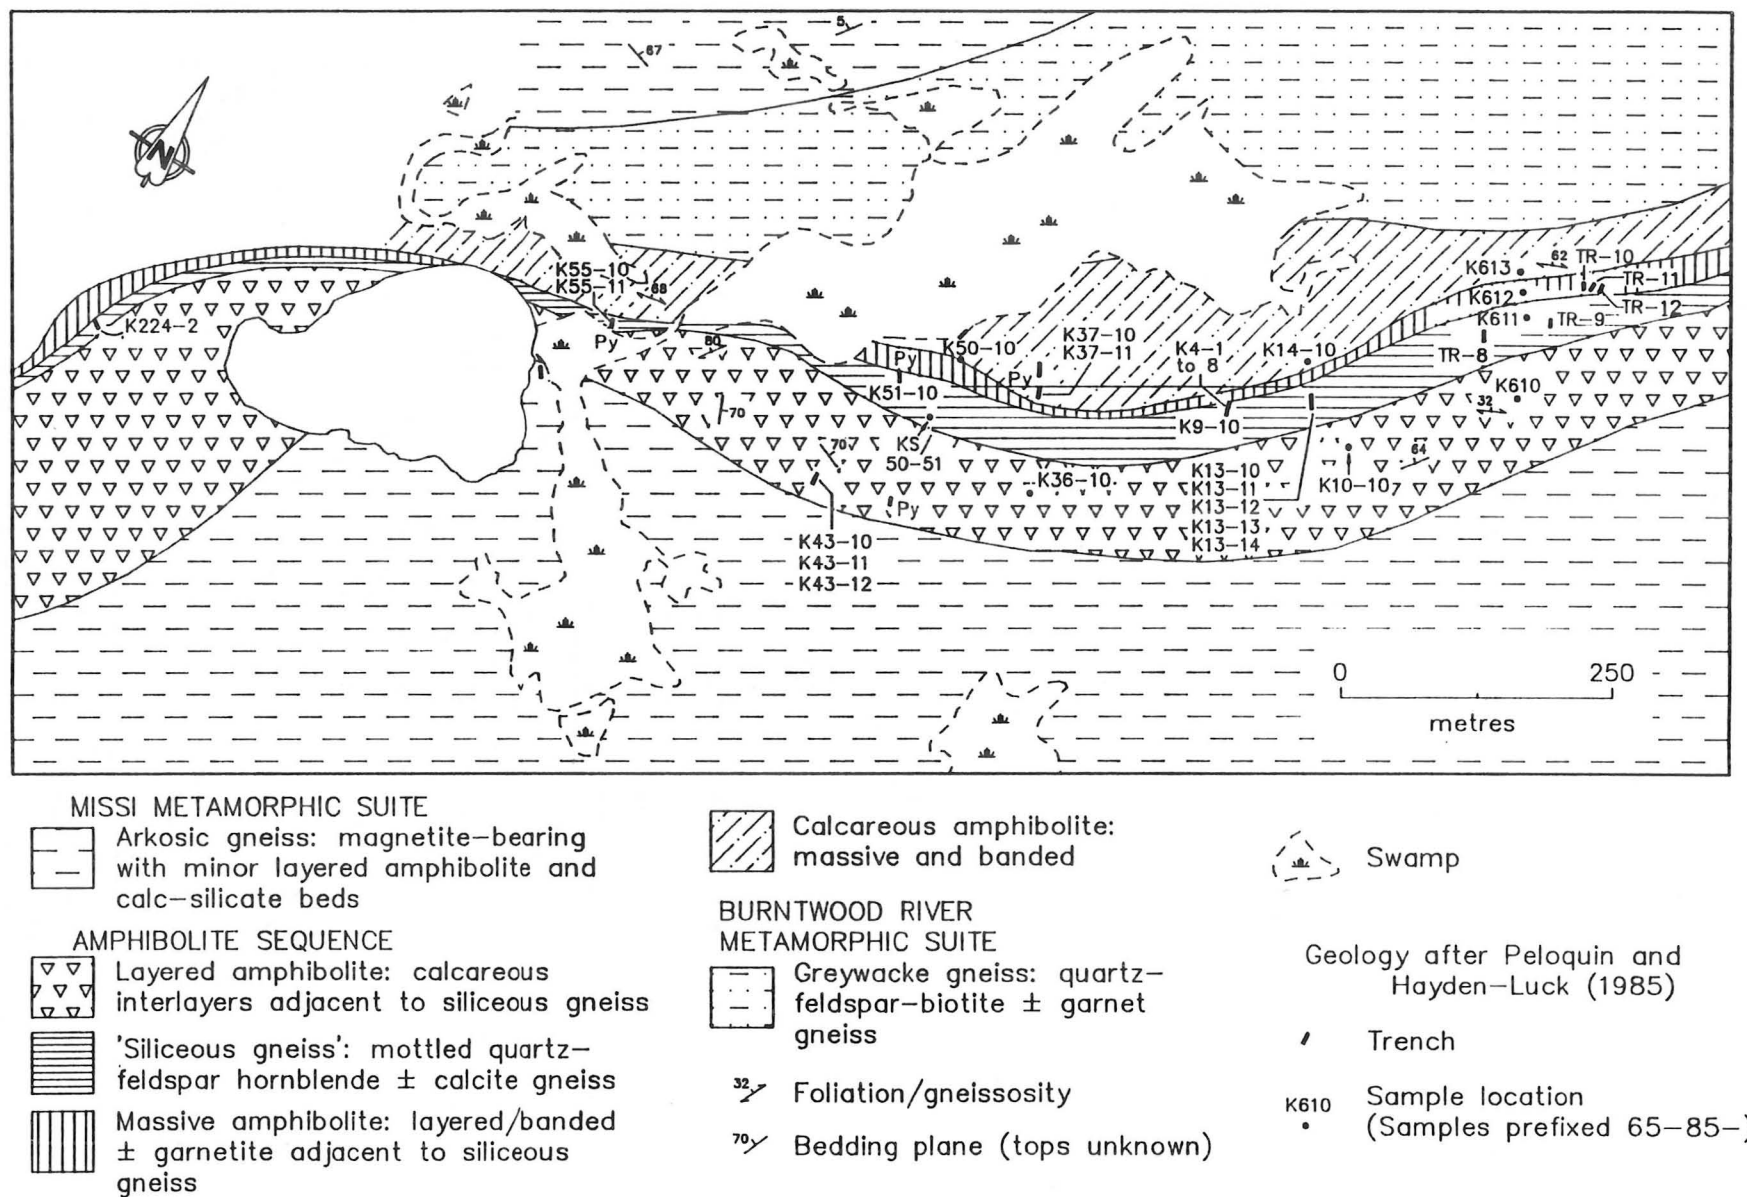 5
67
N
K55-10
K55-11
68
Py
80
K224-2
K613
62
TR-10
TR-11
K612
TR-12
K611
TR-9
TR-8
Py
K50-10
K37-10
K37-11
Py
K4-1
to 8
K14-10
K51-10
K9-10
K610
32
70
70
KS
50-51
64
K36-10
K13-10
K13-11
K13-12
K13-13
K13-14
K10-10
Py
K43-10
K43-11
K43-12
0 250
metres
MISSI METAMORPHIC SUITE
Arkosic gneiss: magnetite-bearing
with minor layered amphibolite and
calc-silicate beds
AMPHIBOLITE SEQUENCE
Layered amphibolite: calcareous
interlayers adjacent to siliceous gneiss
'Siliceous gneiss': mottled quartz-
feldspar hornblende ± calcite gneiss
Massive amphibolite: layered/banded
± garnetite adjacent to siliceous
gneiss
Calcareous amphibolite:
massive and banded
BURNTWOOD RIVER
METAMORPHIC SUITE
Greywacke gneiss: quartz-
feldspar-biotite ± garnet
gneiss
32 Foliation/gneissosity
70 Bedding plane (tops unknown)
Swamp
Geology after Peloquin and
Hayden-Luck (1985)
Trench
K610 Sample location
(Samples prefixed 65-85-)